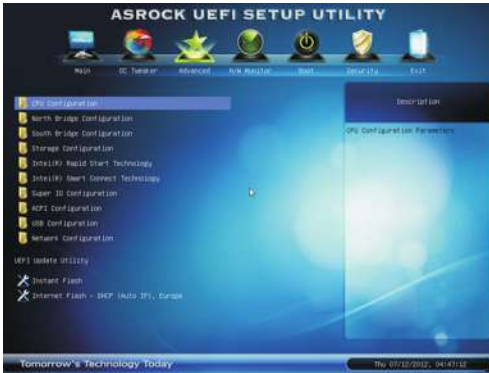 ASROCK UEFI SETUP UTILITY
Main OC Tweaker Advanced H/W Monitor Boot Security Exit
CPU Configuration
North Bridge Configuration
South Bridge Configuration
Storage Configuration
Intel(R) Rapid Start Technology
Intel(R) Smart Connect Technology
Super IO Configuration
ACPI Configuration
USB Configuration
Network Configuration
UEFI Update Utility
Instant Flash
Internet Flash - DHCP (Auto IP), Europe
Description
CPU Configuration Parameters
Tomorrow's Technology Today
Thu 07/12/2012, 04:47:12